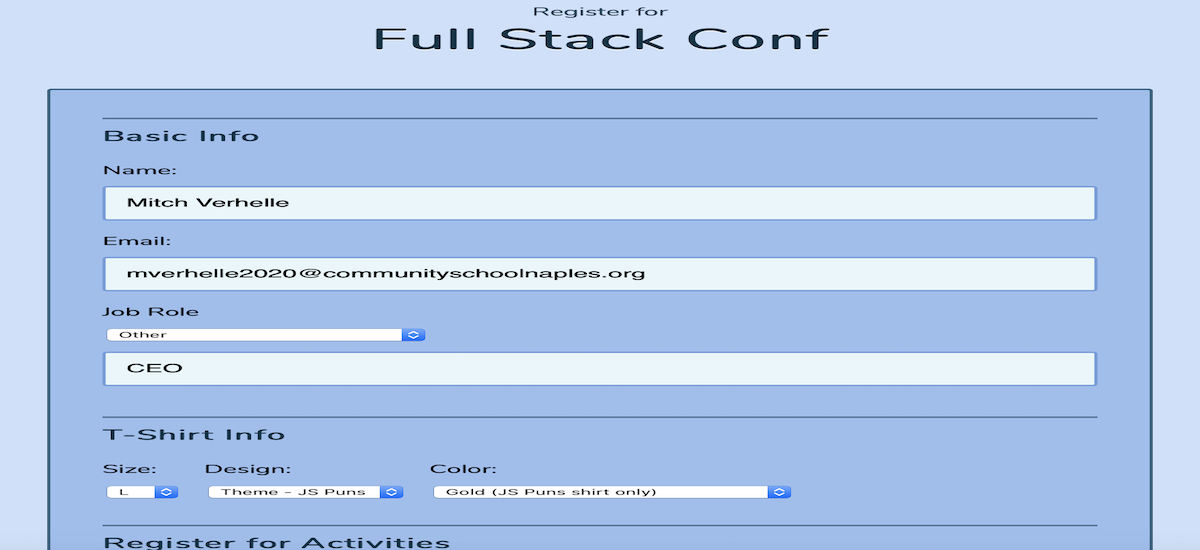 Register for
Full Stack Conf
Basic Info
Name:
Mitch Verhelle
Email:
mverhelle2020@communityschoolnaples.org
Job Role
Other
CEO
T-Shirt Info
Size: Design: Color:
L Theme - JS Puns Gold (JS Puns shirt only)
Register for Activities